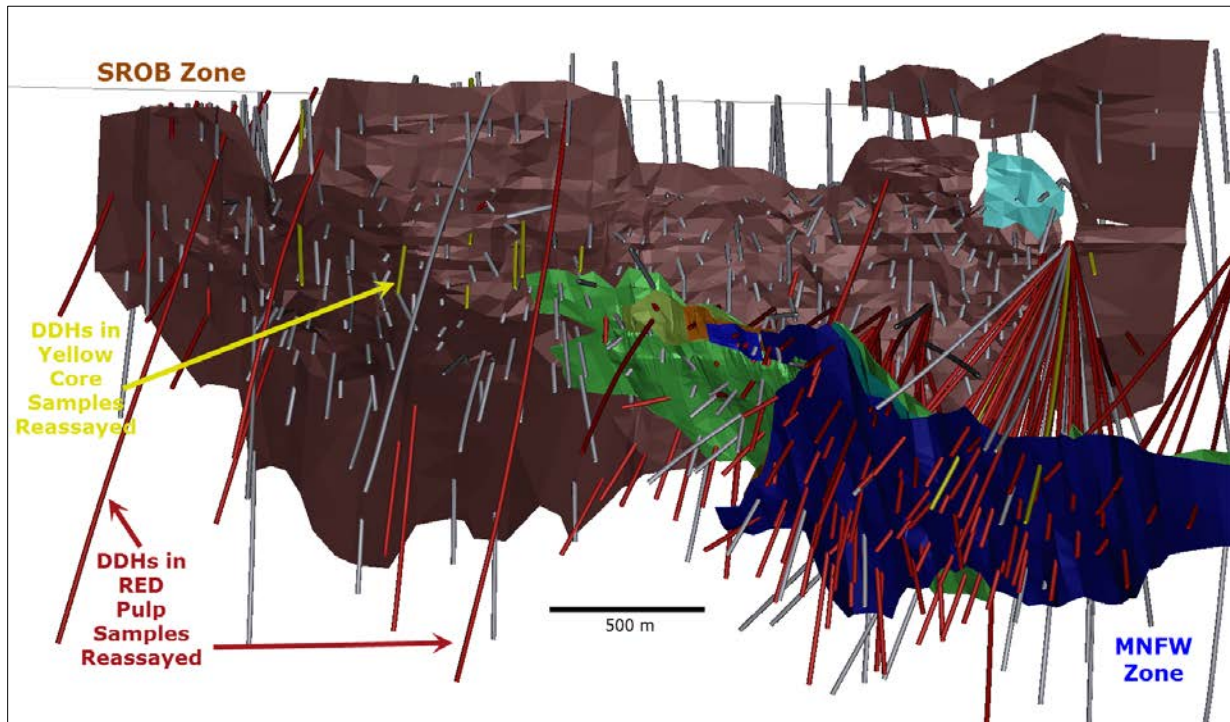 SROB Zone
DDHs in
Yellow
Core
Samples
Reassayed
DDHs in
RED
Pulp
Samples
Reassayed
500 m
MNFW
Zone